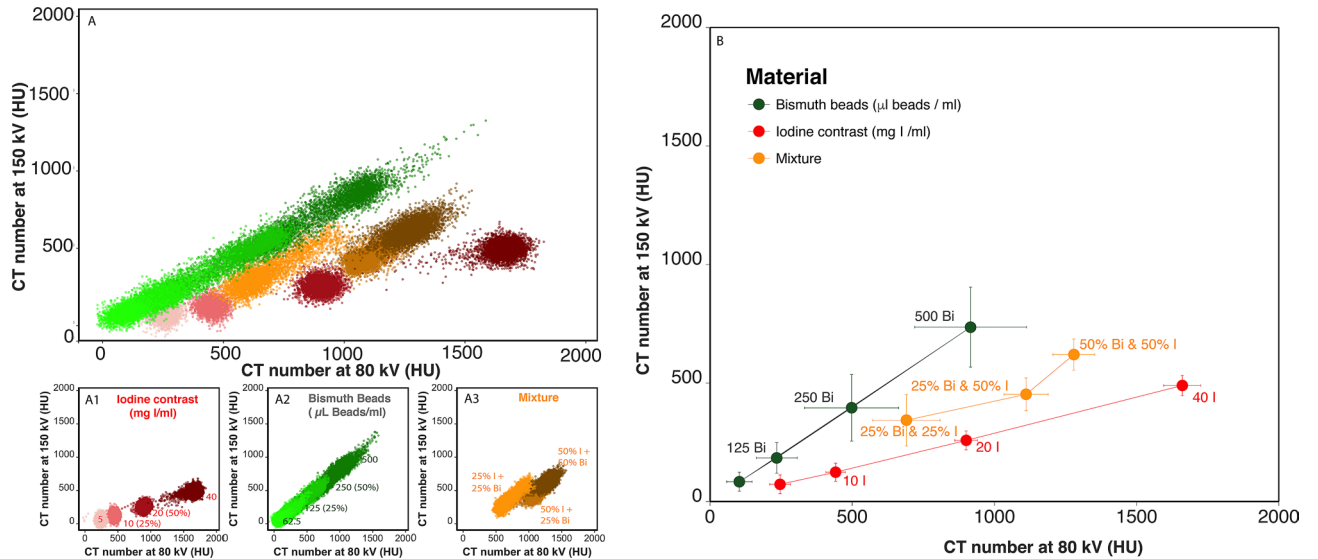 A
2000
1500
1000
500
0
CT number at 150 kV (HU)
0
500
1000
1500
2000
CT number at 80 kV (HU)
A1
Iodine contrast
(mg I/ml)
2000
1500
1000
500
0
CT number at 150 kV (HU)
5
10 (25%)
20 (50%)
40
0
500
1000
1500
2000
CT number at 80 kV (HU)
A2
Bismuth Beads
( μL Beads/ml)
2000
1500
1000
500
0
CT number at 150 kV (HU)
500
250 (50%)
125 (25%)
62.5
0
500
1000
1500
2000
CT number at 80 kV (HU)
A3
Mixture
2000
1500
1000
500
0
CT number at 150 kV (HU)
50% I +
50% Bi
25% I +
25% Bi
50% I +
25% Bi
0
500
1000
1500
2000
CT number at 80 kV (HU)
B
Material
Bismuth beads (μl beads / ml)
Iodine contrast (mg I /ml)
Mixture
2000
1500
1000
500
0
CT number at 150 kV (HU)
500 Bi
50% Bi & 50% I
25% Bi & 50% I
250 Bi
40 I
25% Bi & 25% I
125 Bi
20 I
10 I
0
500
1000
1500
2000
CT number at 80 kV (HU)